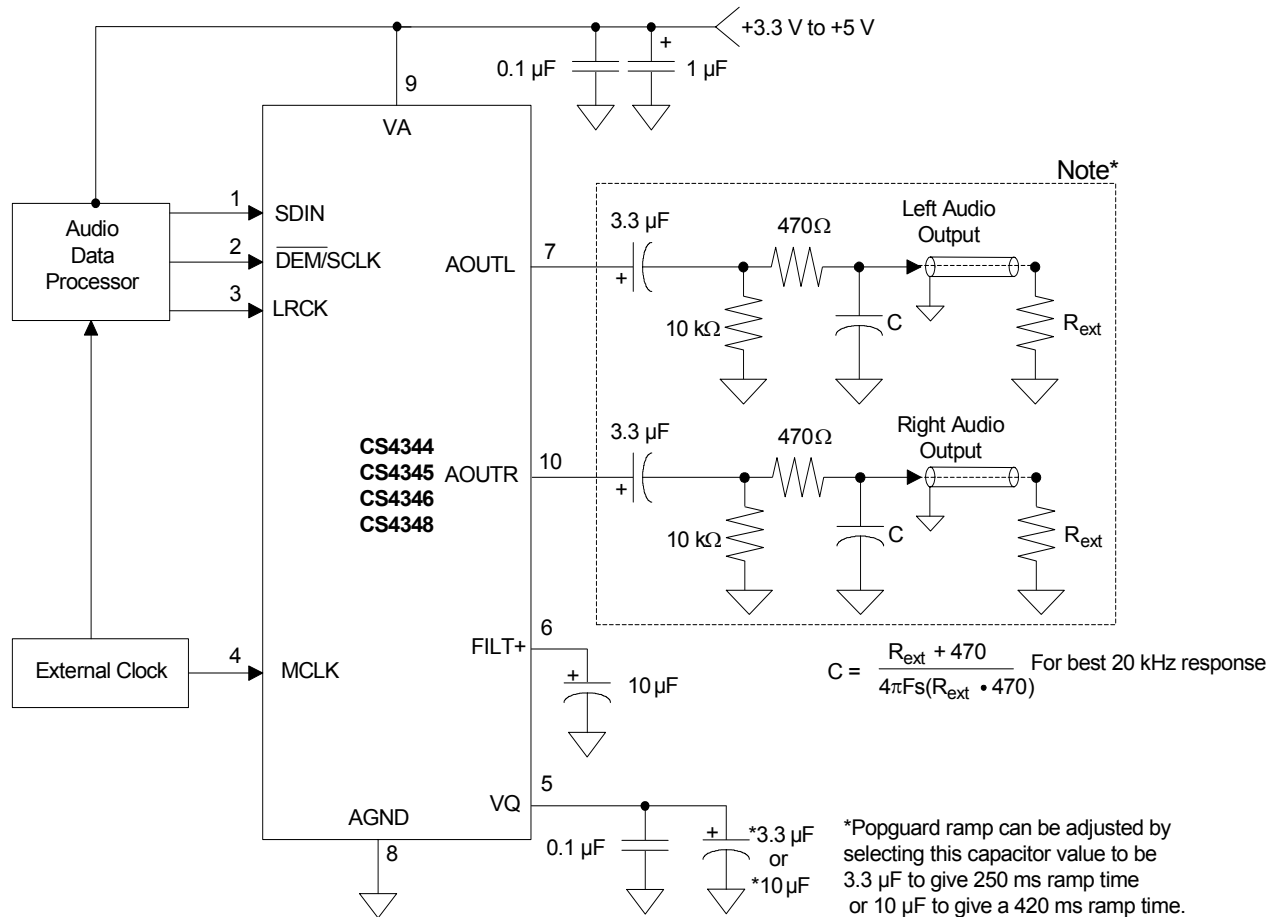 +3.3 V to +5 V
0.1 µF
+
1 µF
9
VA
Note*
Audio
Data
Processor
1
SDIN
2
DEM/SCLK
3
LRCK
AOUTL
7
3.3 µF
+
470Ω
10 kΩ
C
Left Audio
Output
Rext
CS4344
CS4345
CS4346
CS4348
AOUTR
10
3.3 µF
+
470Ω
10 kΩ
C
Right Audio
Output
Rext
External Clock
4
MCLK
FILT+
6
+
10 µF
C = Rext + 470 / 4πFs(Rext • 470) For best 20 kHz response
VQ
5
0.1 µF
+
*3.3 µF
or
*10 µF
AGND
8
*Popguard ramp can be adjusted by
selecting this capacitor value to be
3.3 µF to give 250 ms ramp time
or 10 µF to give a 420 ms ramp time.